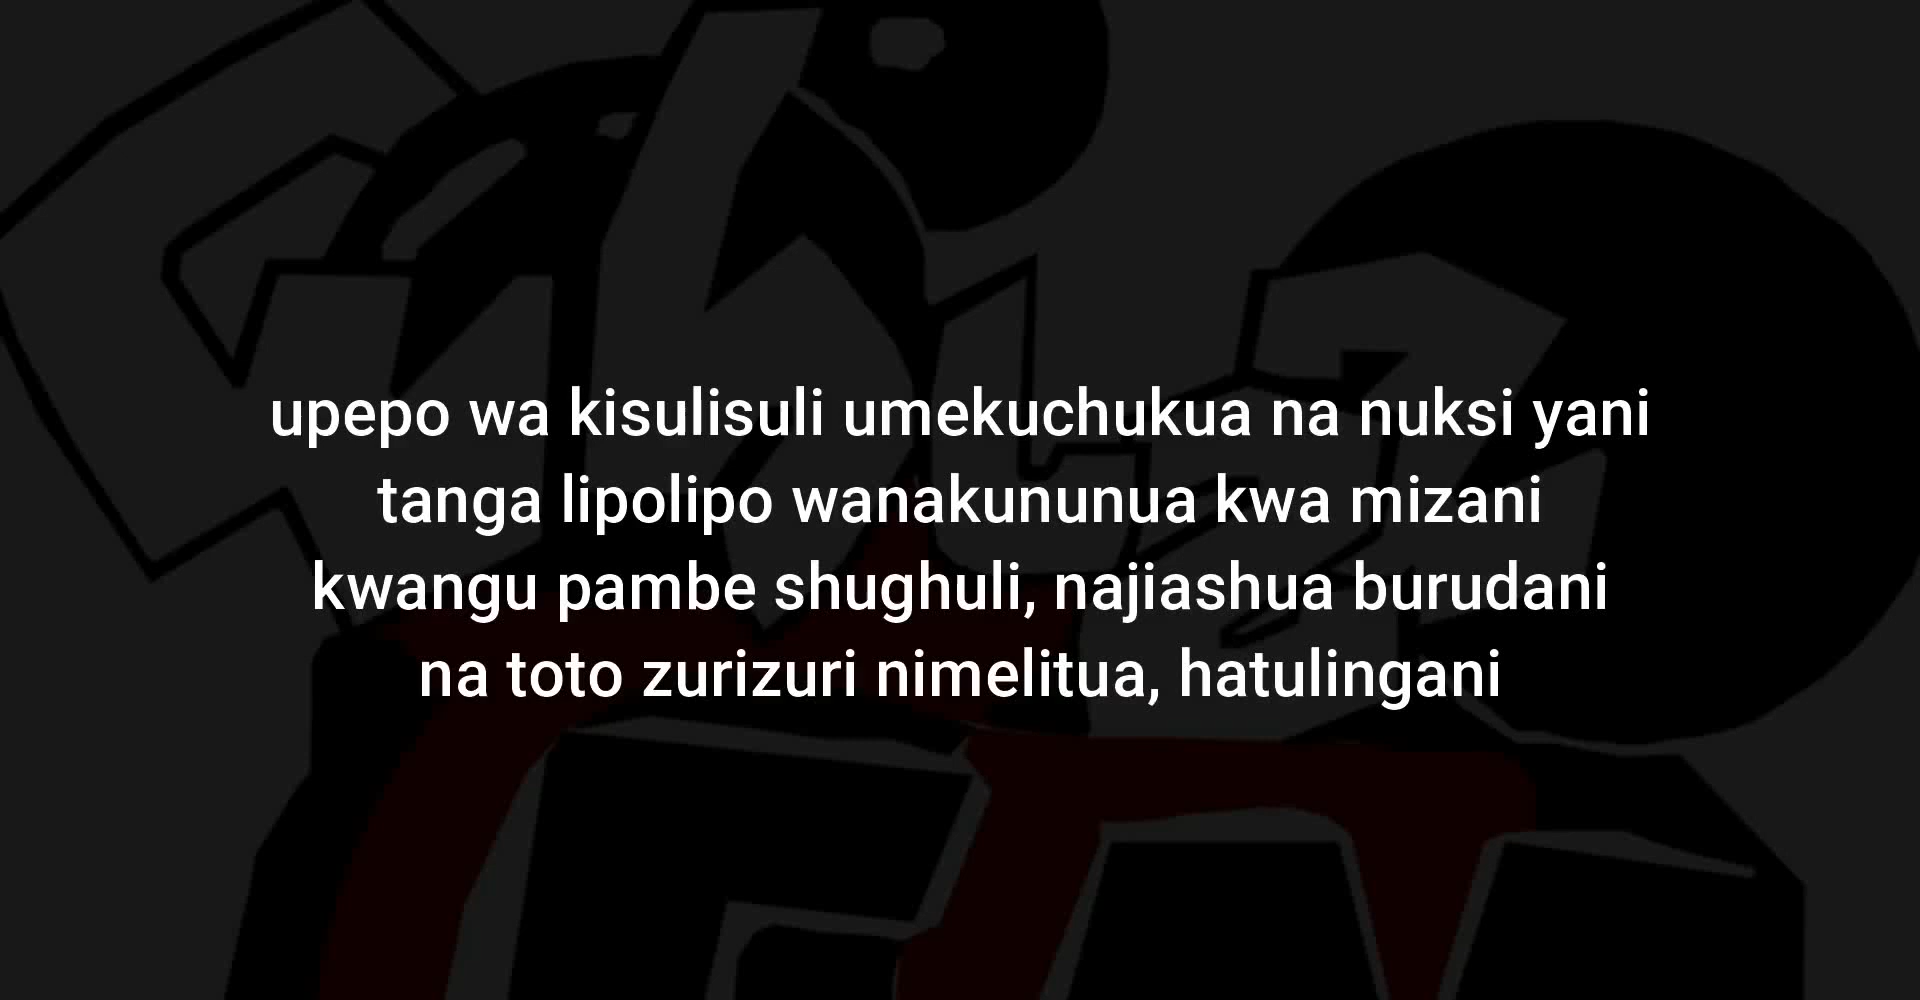 upepo wa kisulisuli umekuchukua na nuksi yani
tanga lipolipo wanakununua kwa mizani
kwangu pambe shughuli, najiashua burudani
na toto zurizuri nimelitua, hatulingani